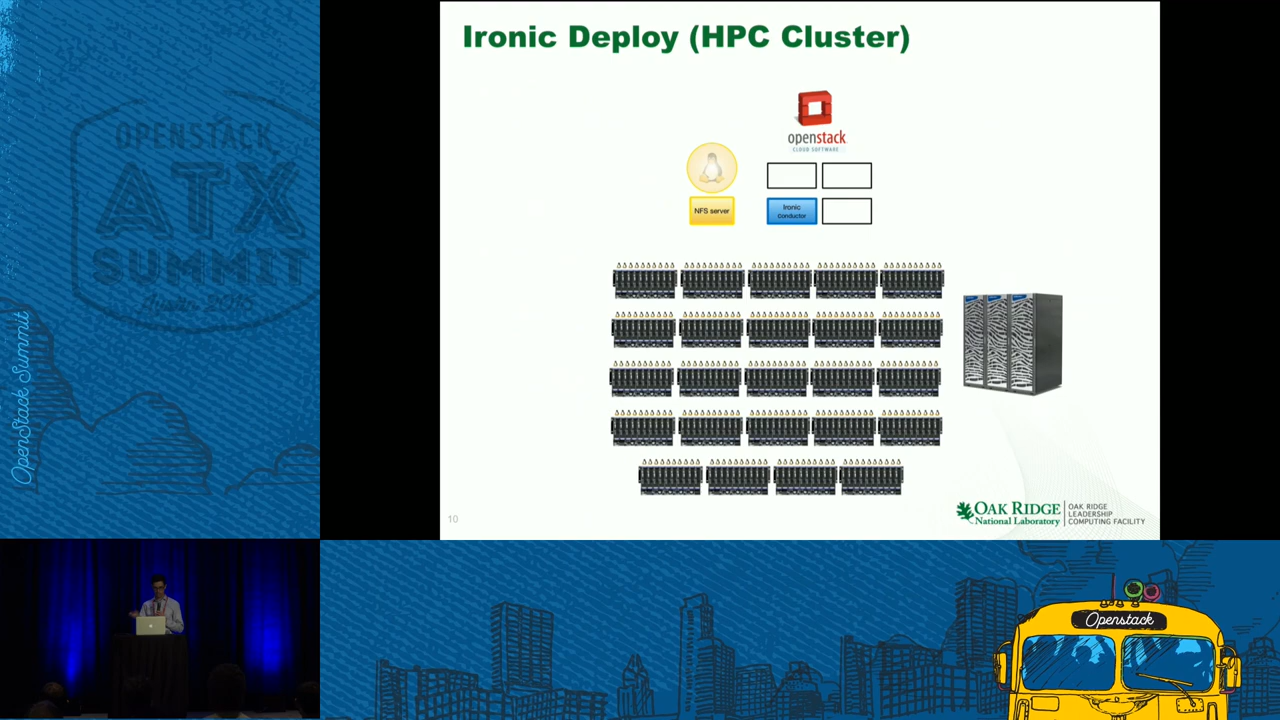 OPENSTACK
ATX
SUMMIT
OpenStack Summit
Ironic Deploy (HPC Cluster)
openstack
CLOUD SOFTWARE
NFS server
Ironic
Conductor
10
OAK RIDGE
National Laboratory
OAK RIDGE
LEADERSHIP
COMPUTING FACILITY
Openstack